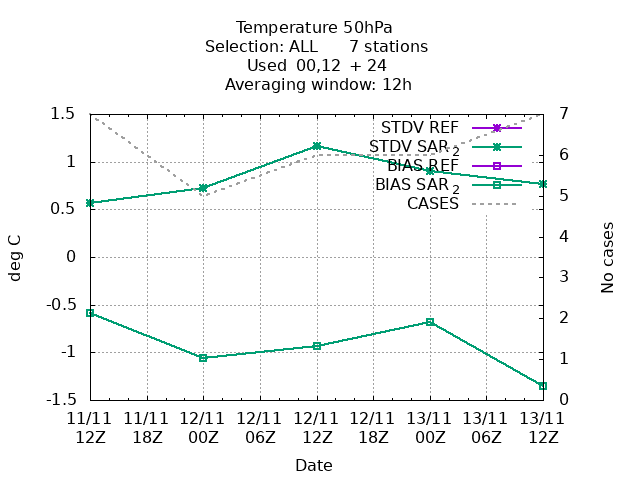 Temperature 50hPa
Selection: ALL 7 stations
Used 00,12 + 24
Averaging window: 12h
1.5
1
0.5
0
-0.5
-1
-1.5
deg C
7
6
5
4
3
2
1
0
No cases
STDV REF
STDV SAR 2
BIAS REF
BIAS SAR 2
CASES
11/11 11/11 12/11 12/11 12/11 12/11 13/11 13/11 13/11
12Z 18Z 00Z 06Z 12Z 18Z 00Z 06Z 12Z
Date